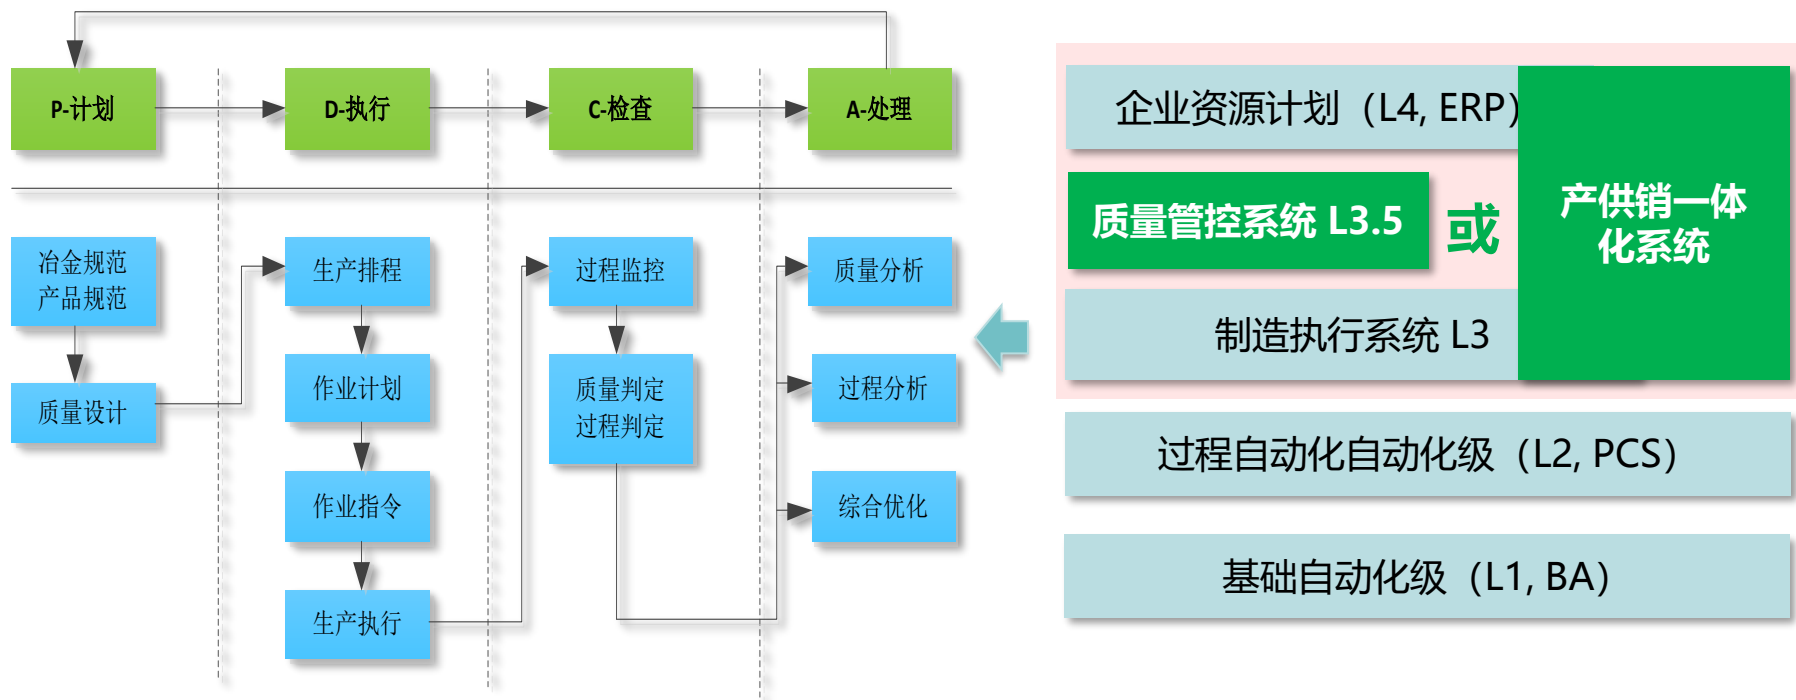 P-计划
D-执行
C-检查
A-处理
冶金规范
产品规范
质量设计
生产排程
作业计划
作业指令
生产执行
过程监控
质量判定
过程判定
质量分析
过程分析
综合优化
企业资源计划（L4, ERP）
质量管控系统 L3.5
或
产供销一体
化系统
制造执行系统 L3
过程自动化自动化级（L2, PCS）
基础自动化级（L1, BA）